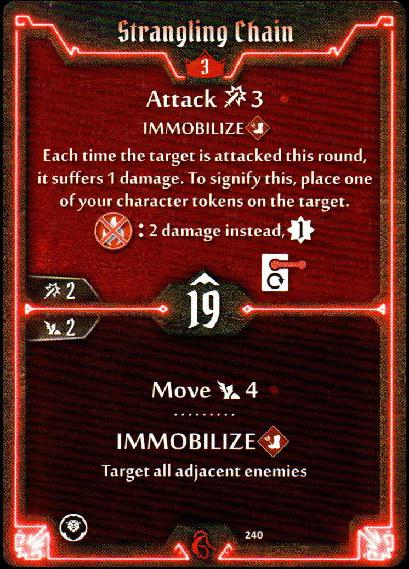 Strangling Chain
3
Attack 3
IMMOBILIZE
Each time the target is attacked this round,
it suffers 1 damage. To signify this, place one
of your character tokens on the target.
: 2 damage instead, 1
2
19
2
Move 4
IMMOBILIZE
Target all adjacent enemies
240